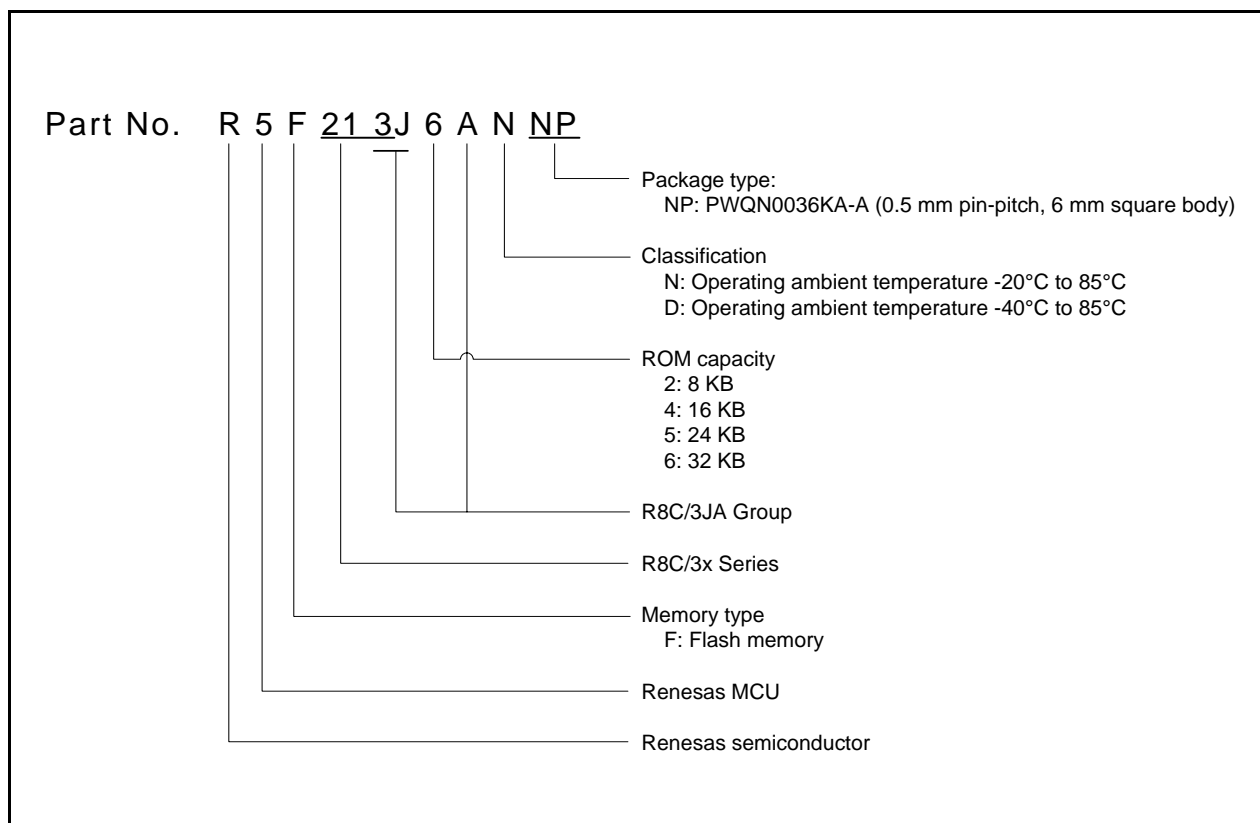 Part No. R 5 F 21 3J 6 A N NP
Package type:
NP: PWQN0036KA-A (0.5 mm pin-pitch, 6 mm square body)
Classification
N: Operating ambient temperature -20°C to 85°C
D: Operating ambient temperature -40°C to 85°C
ROM capacity
2: 8 KB
4: 16 KB
5: 24 KB
6: 32 KB
R8C/3JA Group
R8C/3x Series
Memory type
F: Flash memory
Renesas MCU
Renesas semiconductor